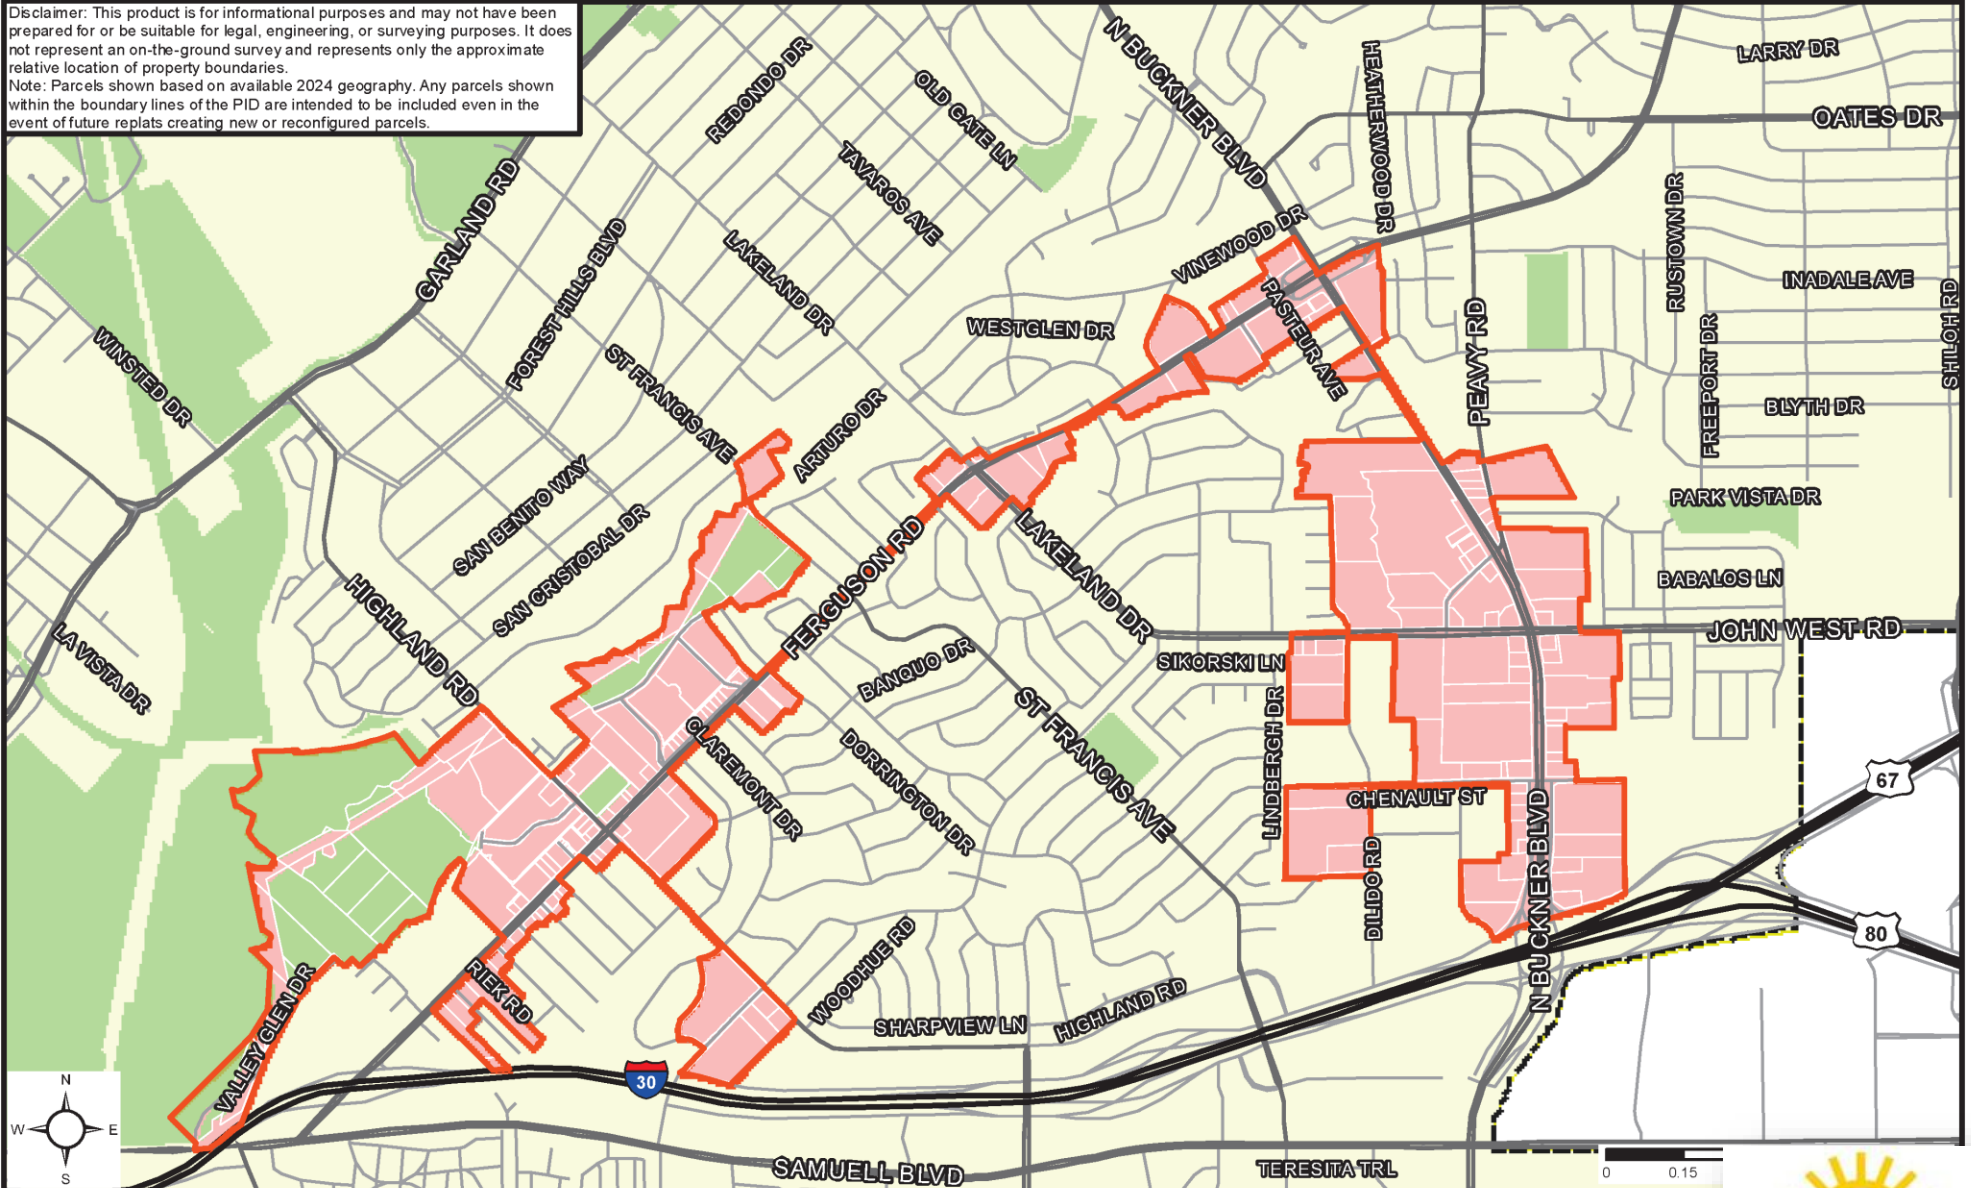 Disclaimer: This product is for informational purposes and may not have been
prepared for or be suitable for legal, engineering, or surveying purposes. It does
not represent an on-the-ground survey and represents only the approximate
relative location of property boundaries.
Note: Parcels shown based on available 2024 geography. Any parcels shown
within the boundary lines of the PID are intended to be included even in the
event of future replats creating new or reconfigured parcels.
N BUCKNER BLVD
HEATHERWOOD DR
LARRY DR
REDONDO DR
OLD GATE LN
OATES DR
GARLAND RD
TAVAROS AVE
RUSTOWN DR
FOREST HILLS BLVD
LAKELAND DR
VINEWOOD DR
INADALE AVE
WESTGLEN DR
PASTEUR AVE
PEAVY RD
FREEPORT DR
SHILOH RD
WINSTED DR
ST FRANCIS AVE
ARTURO DR
BLYTH DR
SAN BENITO WAY
PARK VISTA DR
SAN CRISTOBAL DR
FERGUSON RD
LAKELAND DR
BABALOS LN
HIGHLAND RD
JOHN WEST RD
LA VISTA DR
BANQUO DR
SIKORSKI LN
ST FRANCIS AVE
LINDBERGH DR
CLAREMONT DR
DORRINGTON DR
67
CHENAULT ST
DILIDO RD
N BUCKNER BLVD
80
RIEK RD
WOODHUE RD
VALLEY GLEN DR
SHARPVIEW LN
HIGHLAND RD
30
N
W
E
S
SAMUELL BLVD
TERESITA TRL
0 0.15